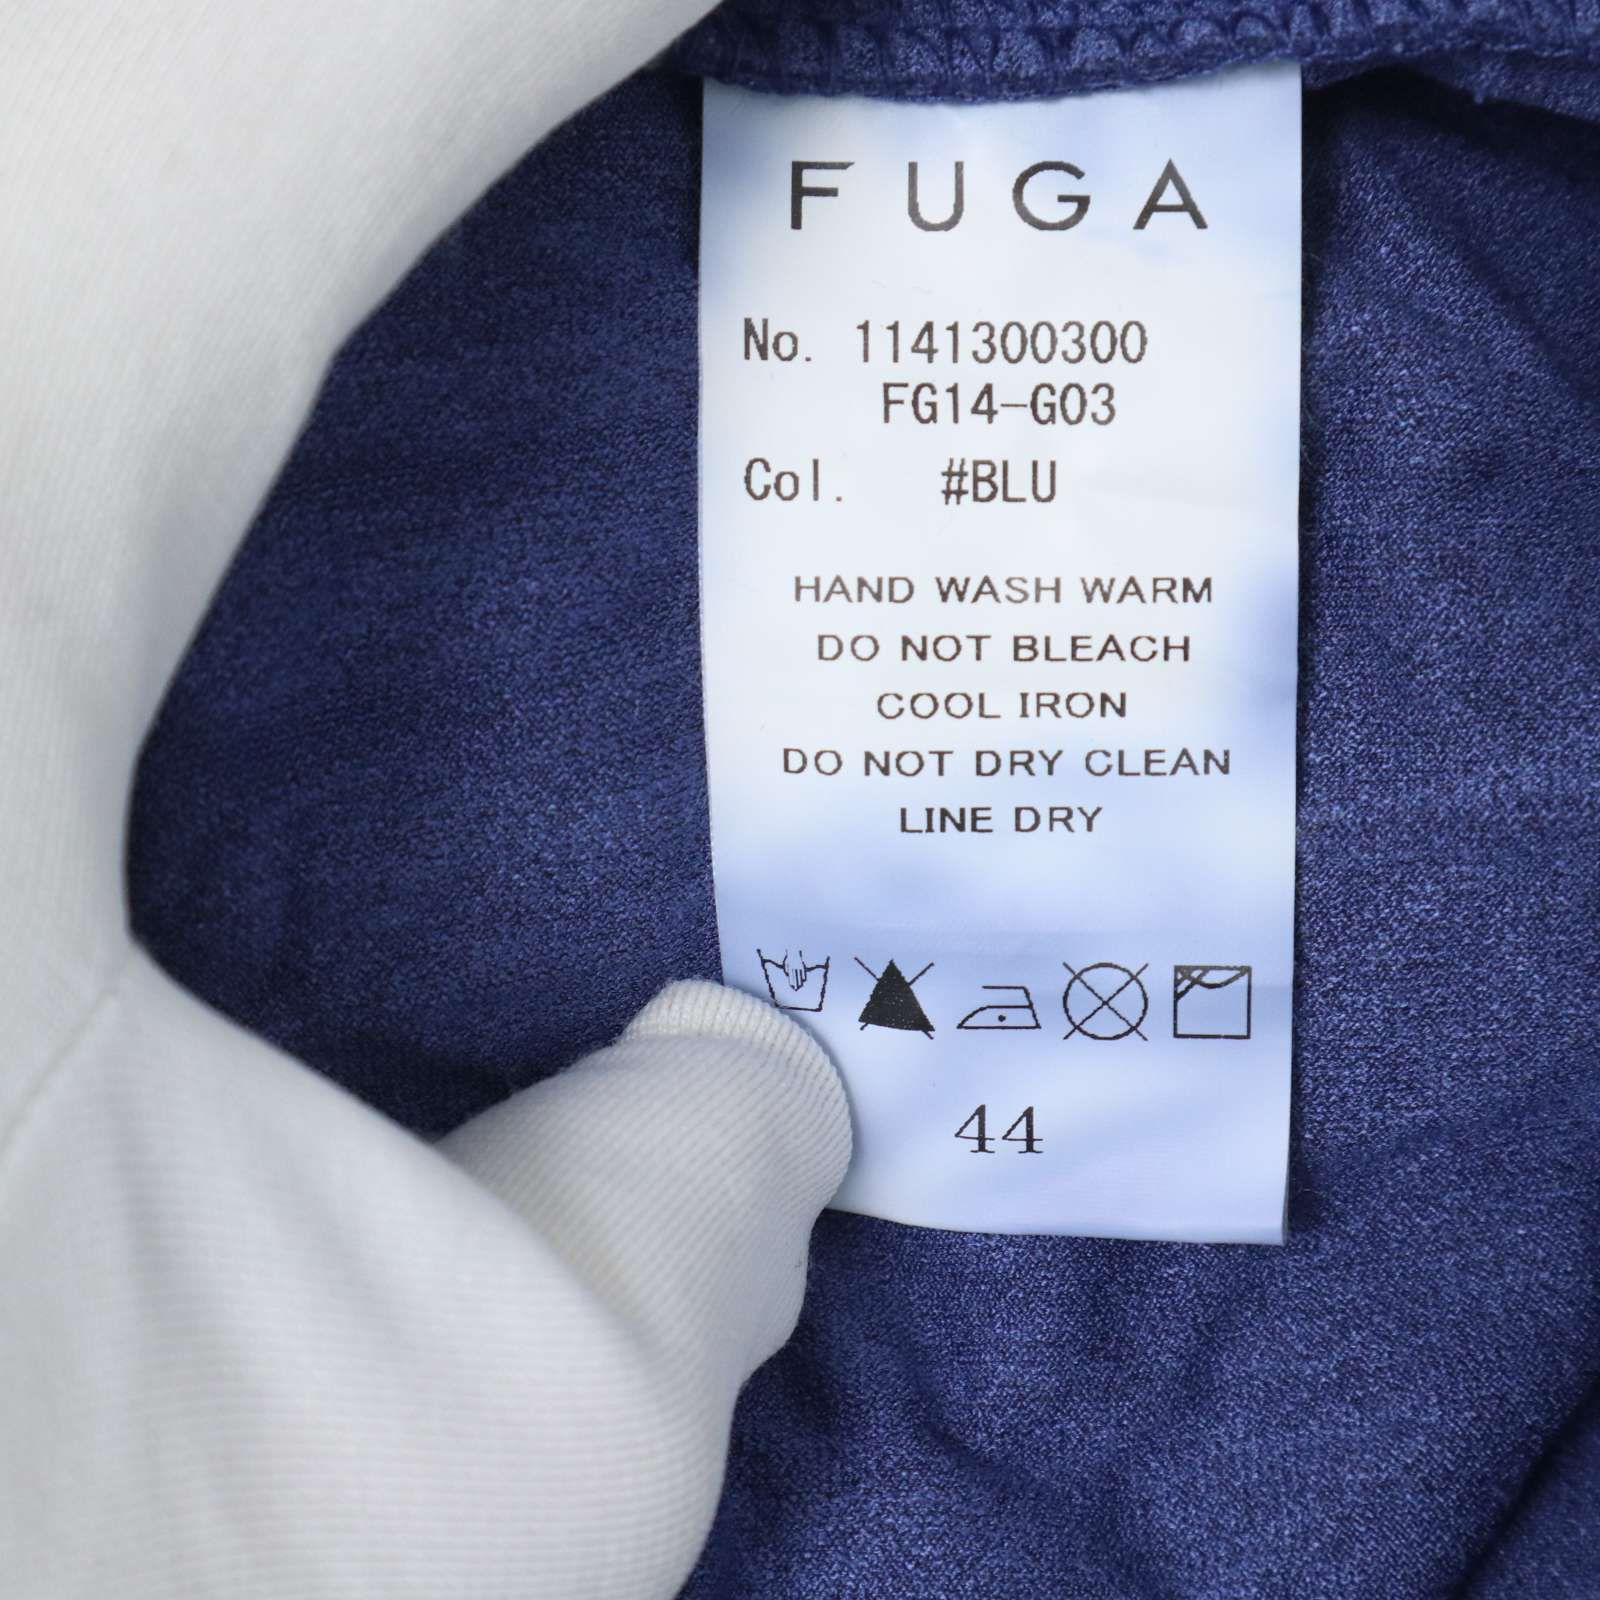 FUGA
No. 1141300300
FG14-G03
Col. #BLU
HAND WASH WARM
DO NOT BLEACH
COOL IRON
DO NOT DRY CLEAN
LINE DRY
44